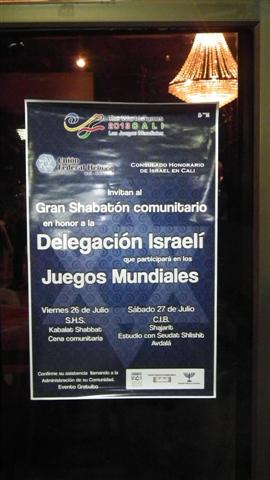 The World Games
2013 CALI
Los Juegos Mundiales
Unión
Federal Hebrea
CONSULADO HONORARIO
DE ISRAEL EN CALI
Invitan al
Gran Shabatón comunitario
en honor a la
Delegación Israelí
que participará en los
Juegos Mundiales
Viernes 26 de Julio
S.H.S.
Kabalat Shabbat
Cena comunitaria
Sábado 27 de Julio
C.I.B.
Shajarit
Estudio con Seudat Shlishit
Avdalá
Confirme su asistencia llamando a la
Administración de su Comunidad.
Evento Gratuito